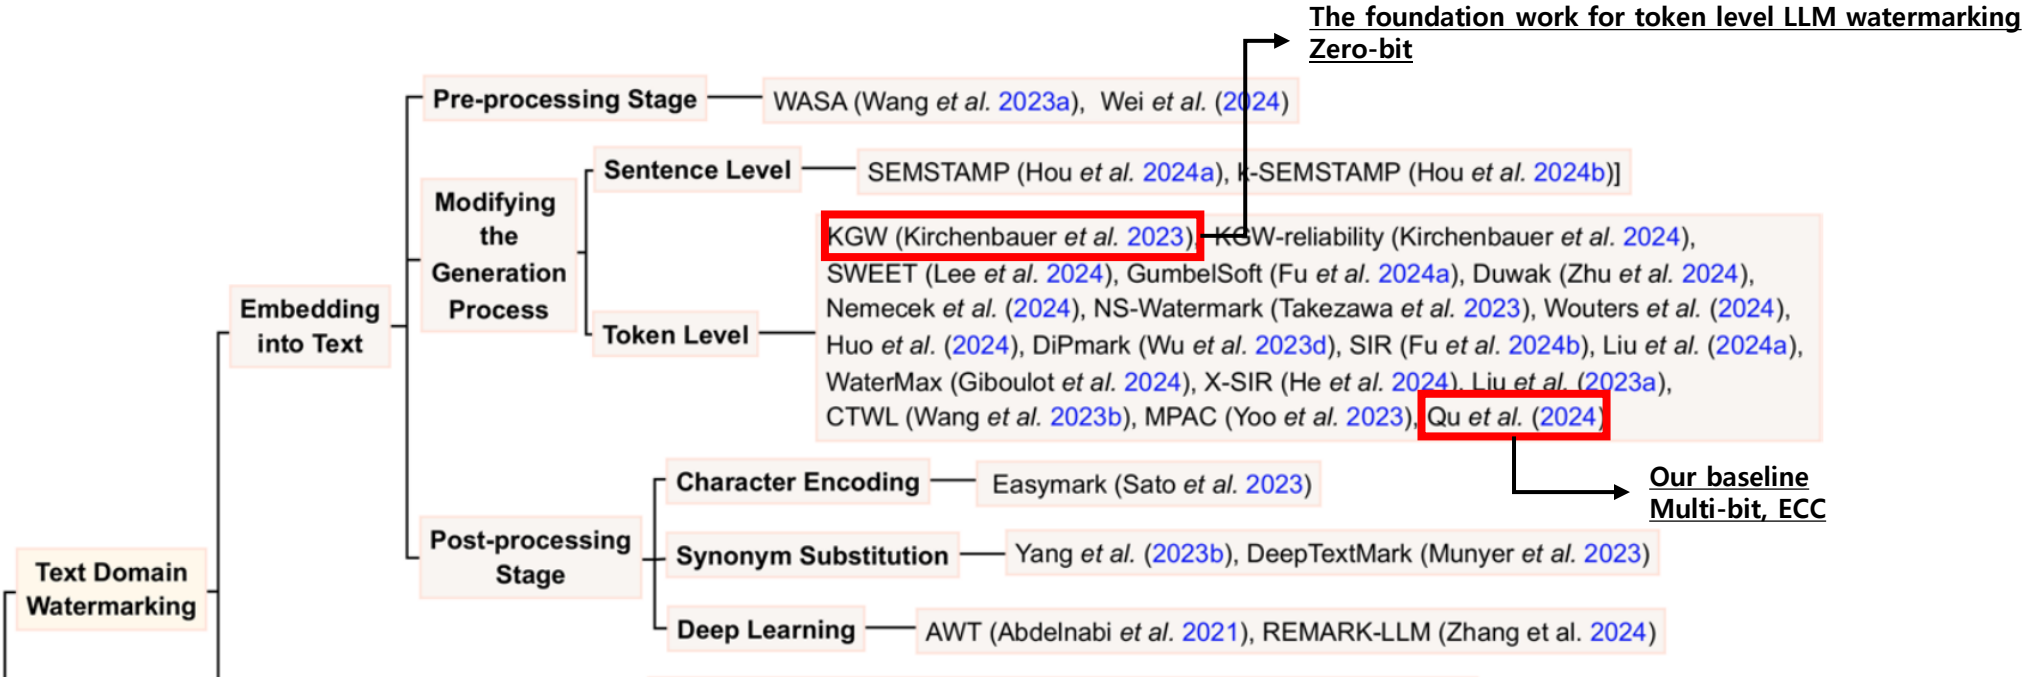 The foundation work for token level LLM watermarking
Zero-bit
Pre-processing Stage
WASA (Wang et al. 2023a), Wei et al. (2024)
Sentence Level
SEMSTAMP (Hou et al. 2024a), k-SEMSTAMP (Hou et al. 2024b)]
Modifying
the
Generation
Process
KGW (Kirchenbauer et al. 2023), KGW-reliability (Kirchenbauer et al. 2024),
SWEET (Lee et al. 2024), GumbelSoft (Fu et al. 2024a), Duwak (Zhu et al. 2024),
Nemecek et al. (2024), NS-Watermark (Takezawa et al. 2023), Wouters et al. (2024),
Huo et al. (2024), DiPmark (Wu et al. 2023d), SIR (Fu et al. 2024b), Liu et al. (2024a),
WaterMax (Giboulot et al. 2024), X-SIR (He et al. 2024), Liu et al. (2023a),
CTWL (Wang et al. 2023b), MPAC (Yoo et al. 2023), Qu et al. (2024)
Token Level
Embedding
into Text
Our baseline
Multi-bit, ECC
Character Encoding
Easymark (Sato et al. 2023)
Post-processing
Stage
Synonym Substitution
Yang et al. (2023b), DeepTextMark (Munyer et al. 2023)
Deep Learning
AWT (Abdelnabi et al. 2021), REMARK-LLM (Zhang et al. 2024)
Text Domain
Watermarking